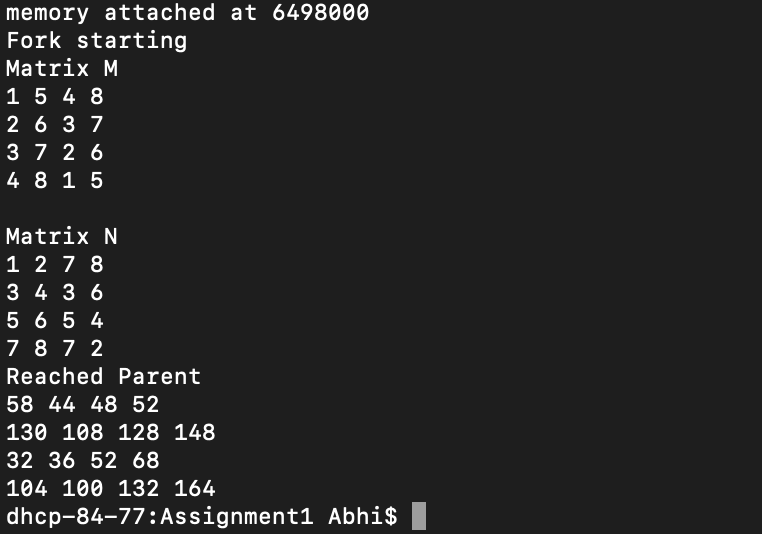 memory attached at 6498000
Fork starting
Matrix M
1 5 4 8
2 6 3 7
3 7 2 6
4 8 1 5

Matrix N
1 2 7 8
3 4 3 6
5 6 5 4
7 8 7 2
Reached Parent
58 44 48 52
130 108 128 148
32 36 52 68
104 100 132 164
dhcp-84-77:Assignment1 Abhi$